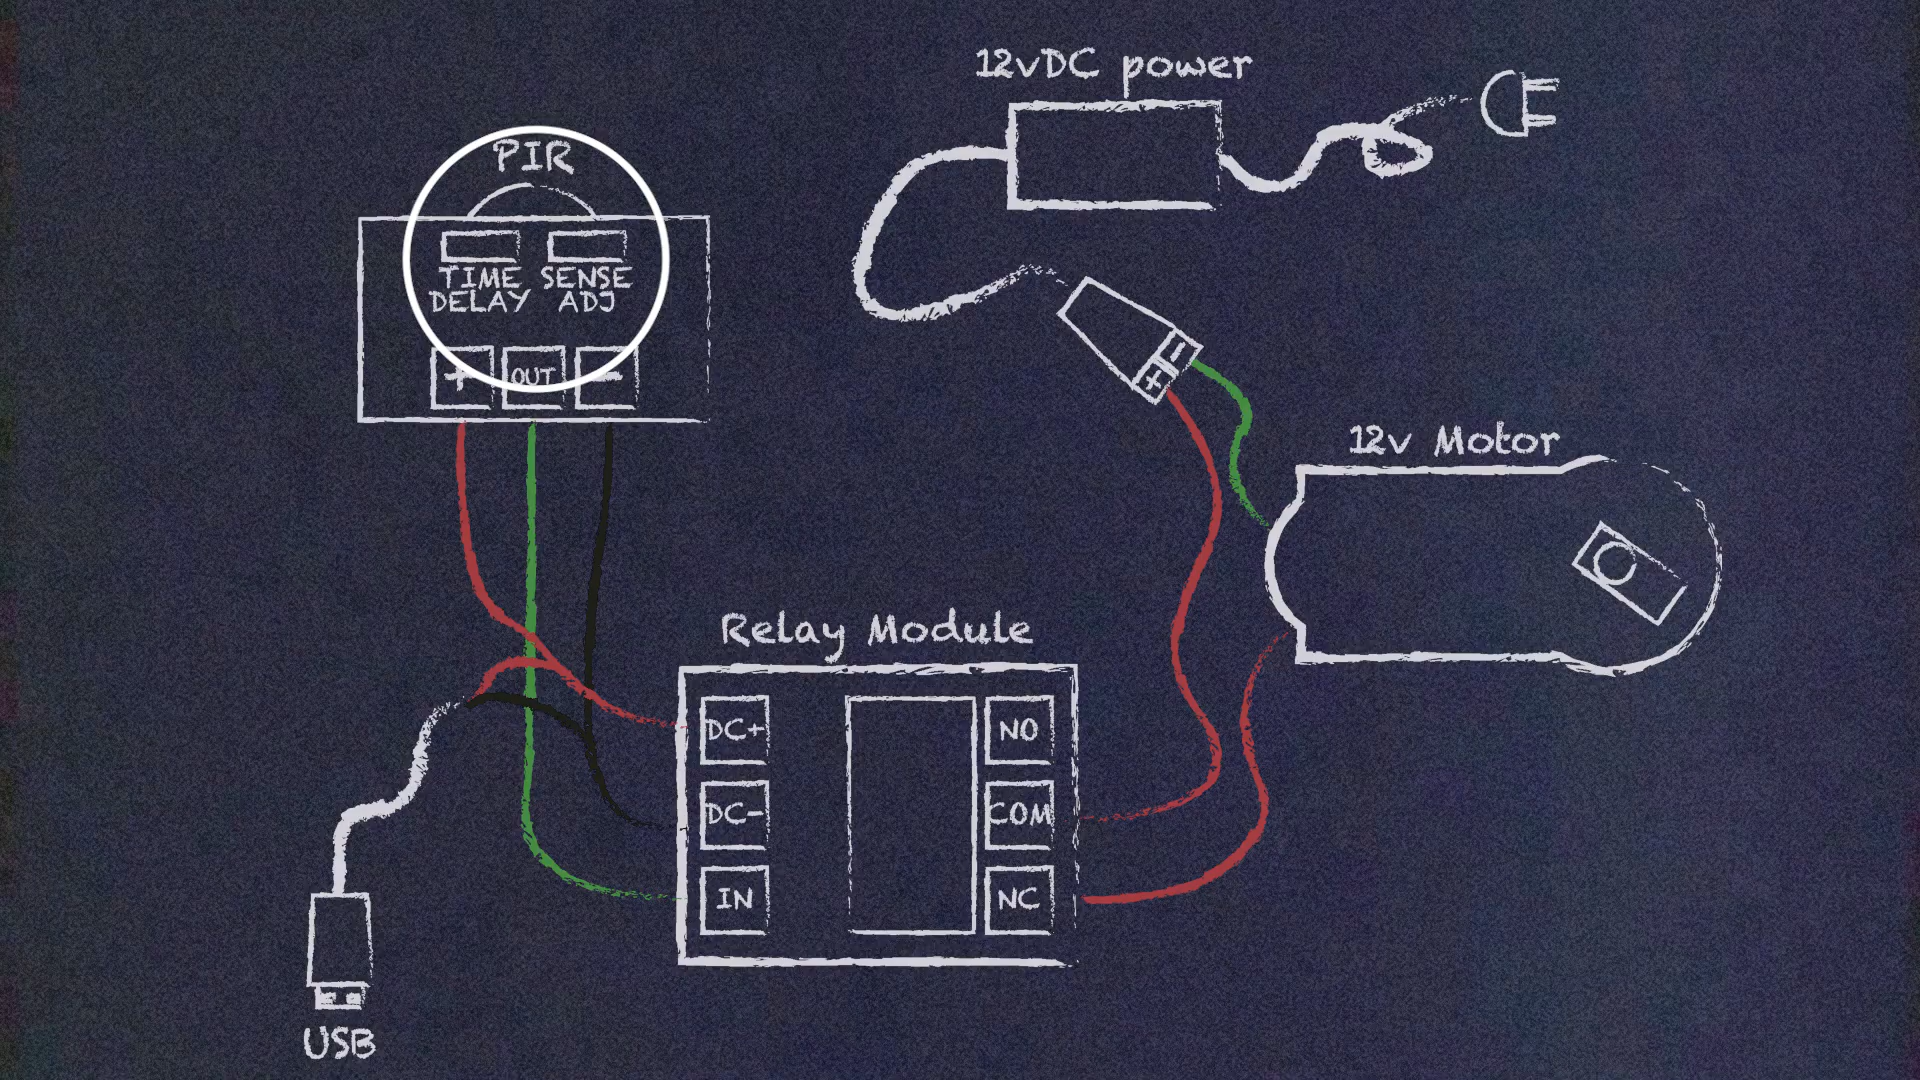 12vDC power
PIR
TIME DELAY
SENSE ADJ
+
OUT
-
-
+
12v Motor
Relay Module
DC+
NO
DC-
COM
IN
NC
USB